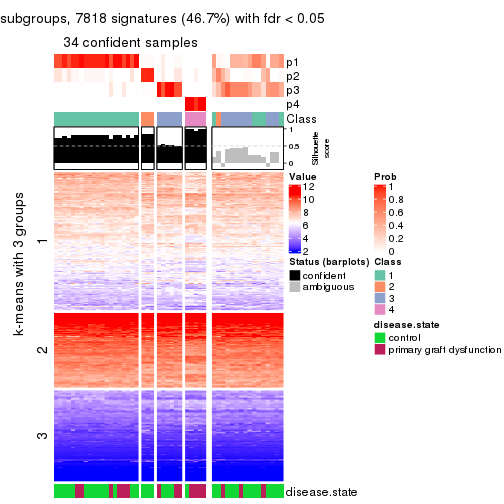 subgroups, 7818 signatures (46.7%) with fdr < 0.05
34 confident samples
p1
p2
p3
p4
Class
1
0.5
0
Silhouette
score
k-means with 3 groups
1
2
3
disease.state
Value
12
10
8
6
4
2
Prob
1
0.8
0.6
0.4
0.2
0
Status (barplots)
confident
ambiguous
Class
1
2
3
4
disease.state
control
primary graft dysfunction